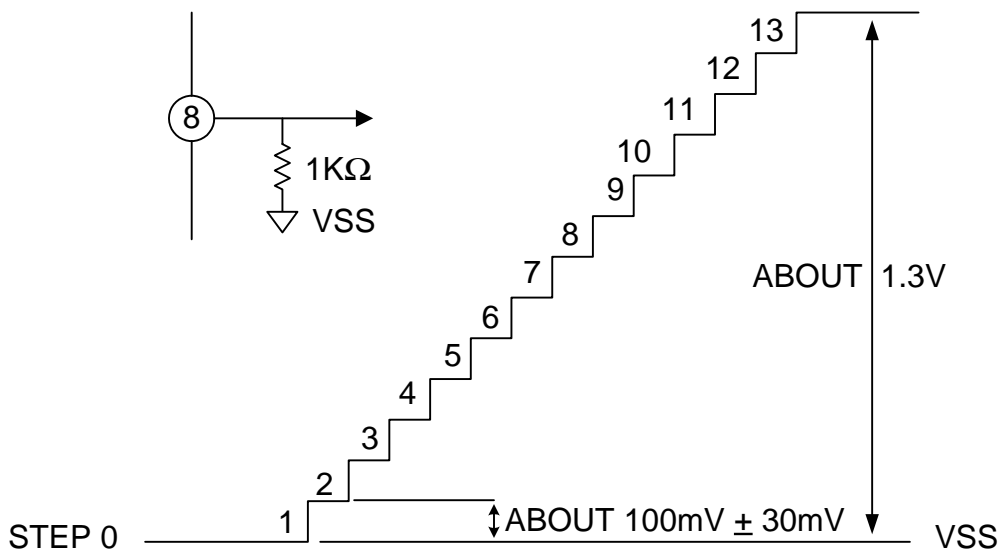 13
12
8
11
1KΩ
10
VSS
9
8
ABOUT 1.3V
7
6
5
4
3
2
1
ABOUT 100mV ± 30mV
STEP 0
VSS